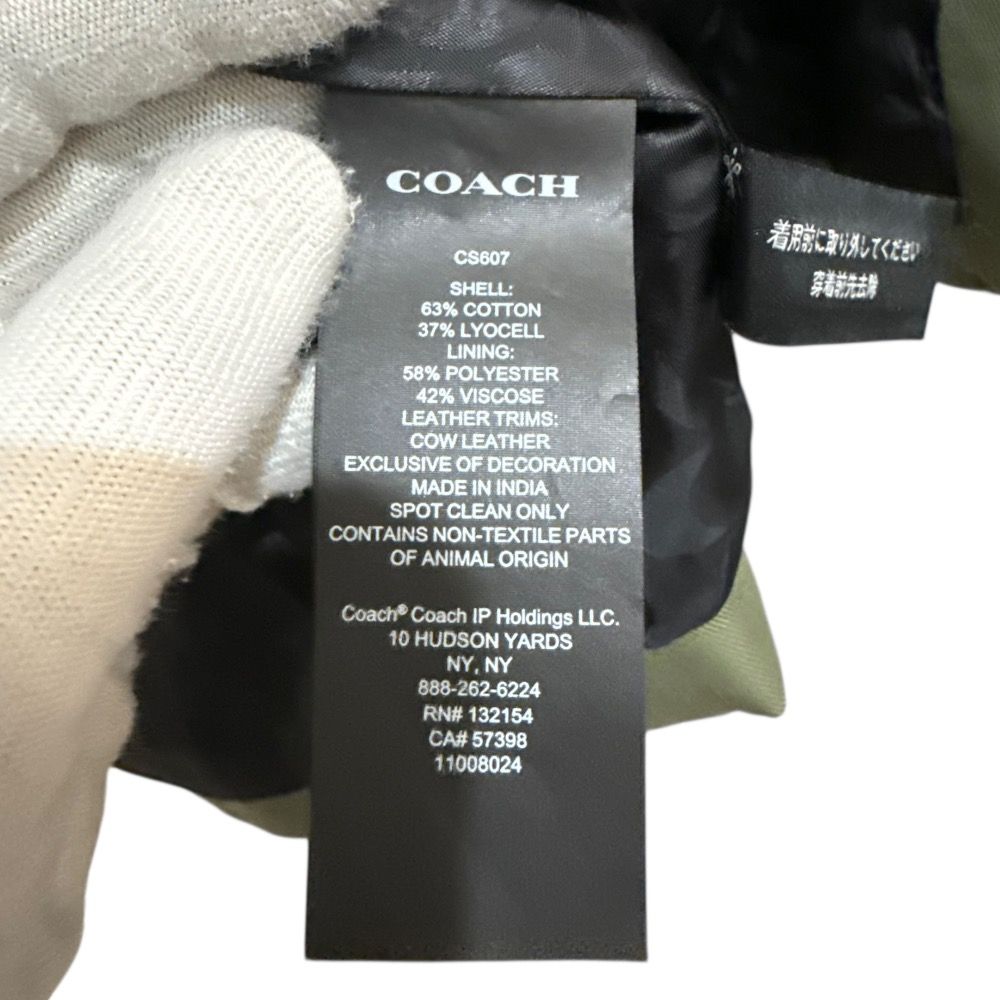 COACH
CS607
SHELL:
63% COTTON
37% LYOCELL
LINING:
58% POLYESTER
42% VISCOSE
LEATHER TRIMS:
COW LEATHER
EXCLUSIVE OF DECORATION
MADE IN INDIA
SPOT CLEAN ONLY
CONTAINS NON-TEXTILE PARTS
OF ANIMAL ORIGIN
Coach® Coach IP Holdings LLC.
10 HUDSON YARDS
NY, NY
888-262-6224
RN# 132154
CA# 57398
11008024
着用前に取り外してください
穿着前先去除